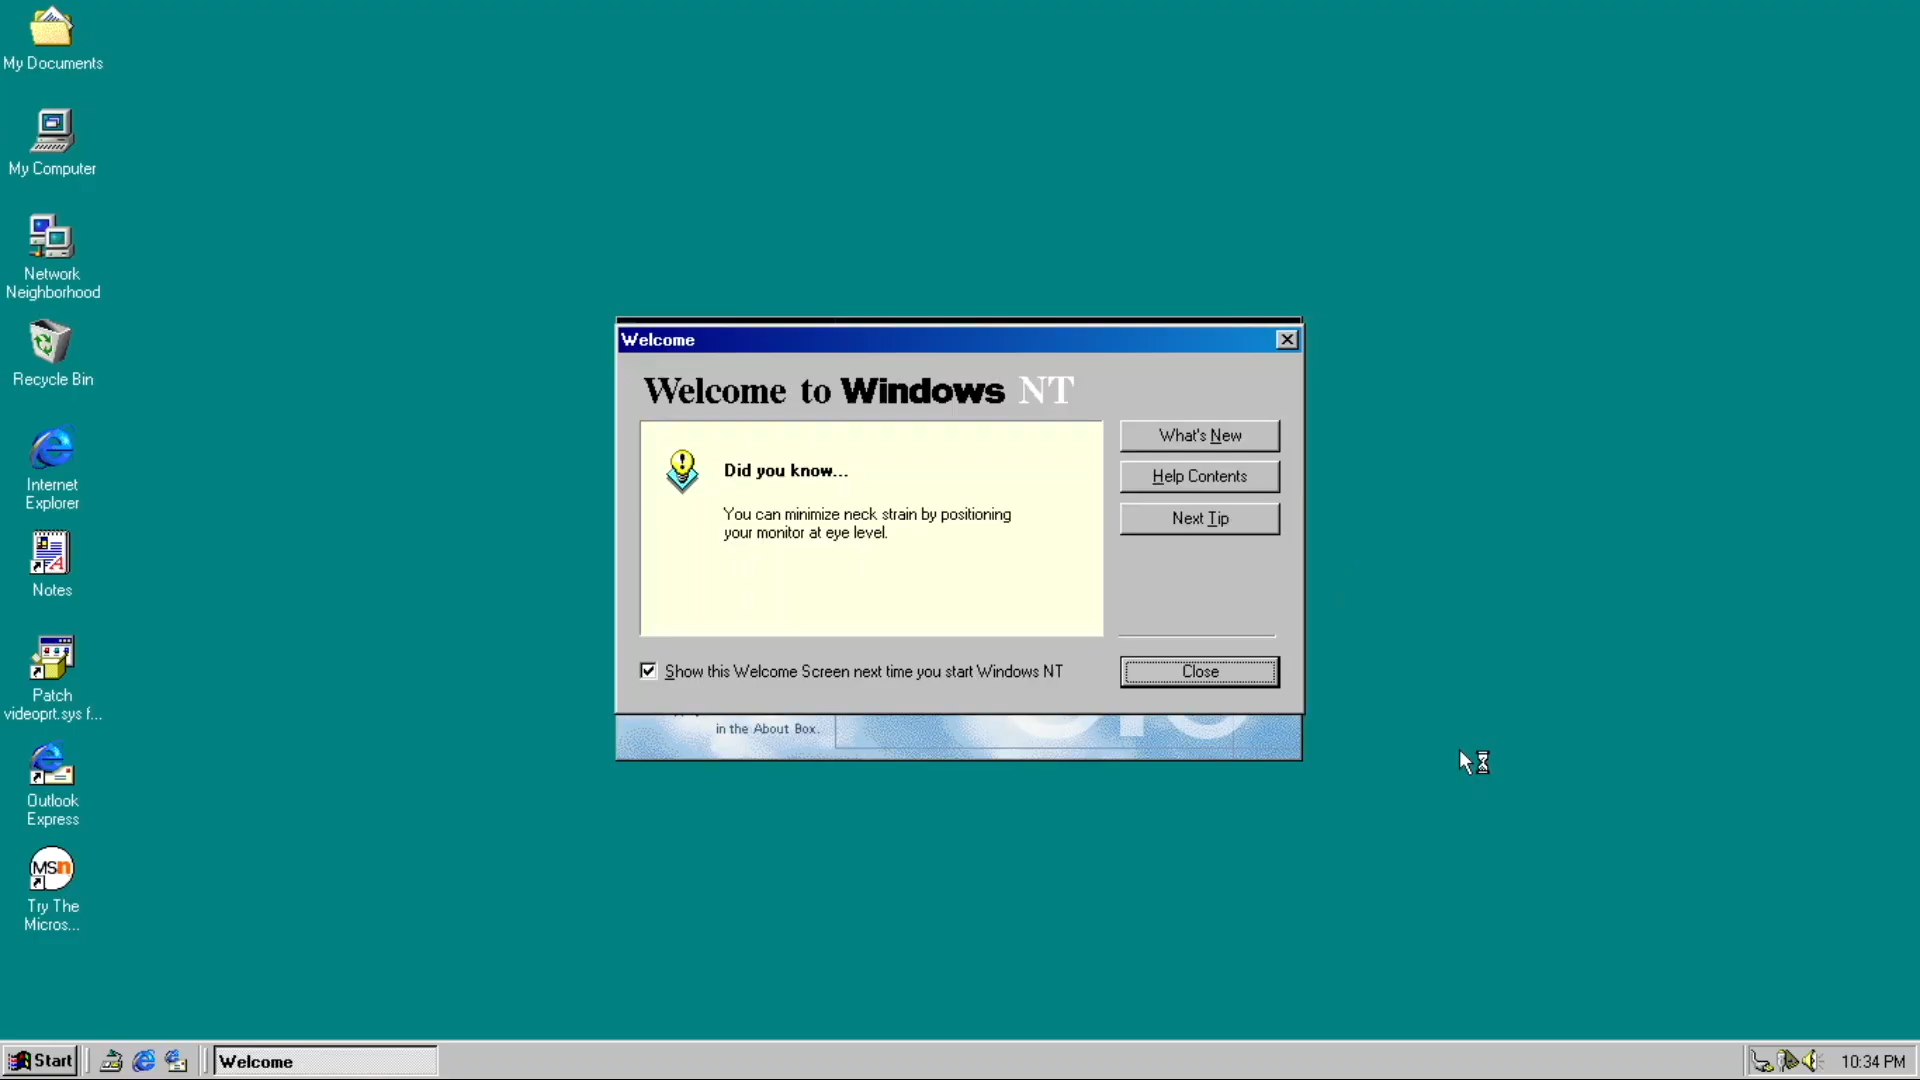 My Documents
My Computer
Network
Neighborhood
Recycle Bin
Internet
Explorer
Notes
Patch
videoprt.sys f...
Outlook
Express
MSn
Try The
Micros...
Welcome
Welcome to Windows NT
Did you know...
You can minimize neck strain by positioning
your monitor at eye level.
What's New
Help Contents
Next Tip
Show this Welcome Screen next time you start Windows NT
Close
in the About Box.
Start
Welcome
10:34 PM